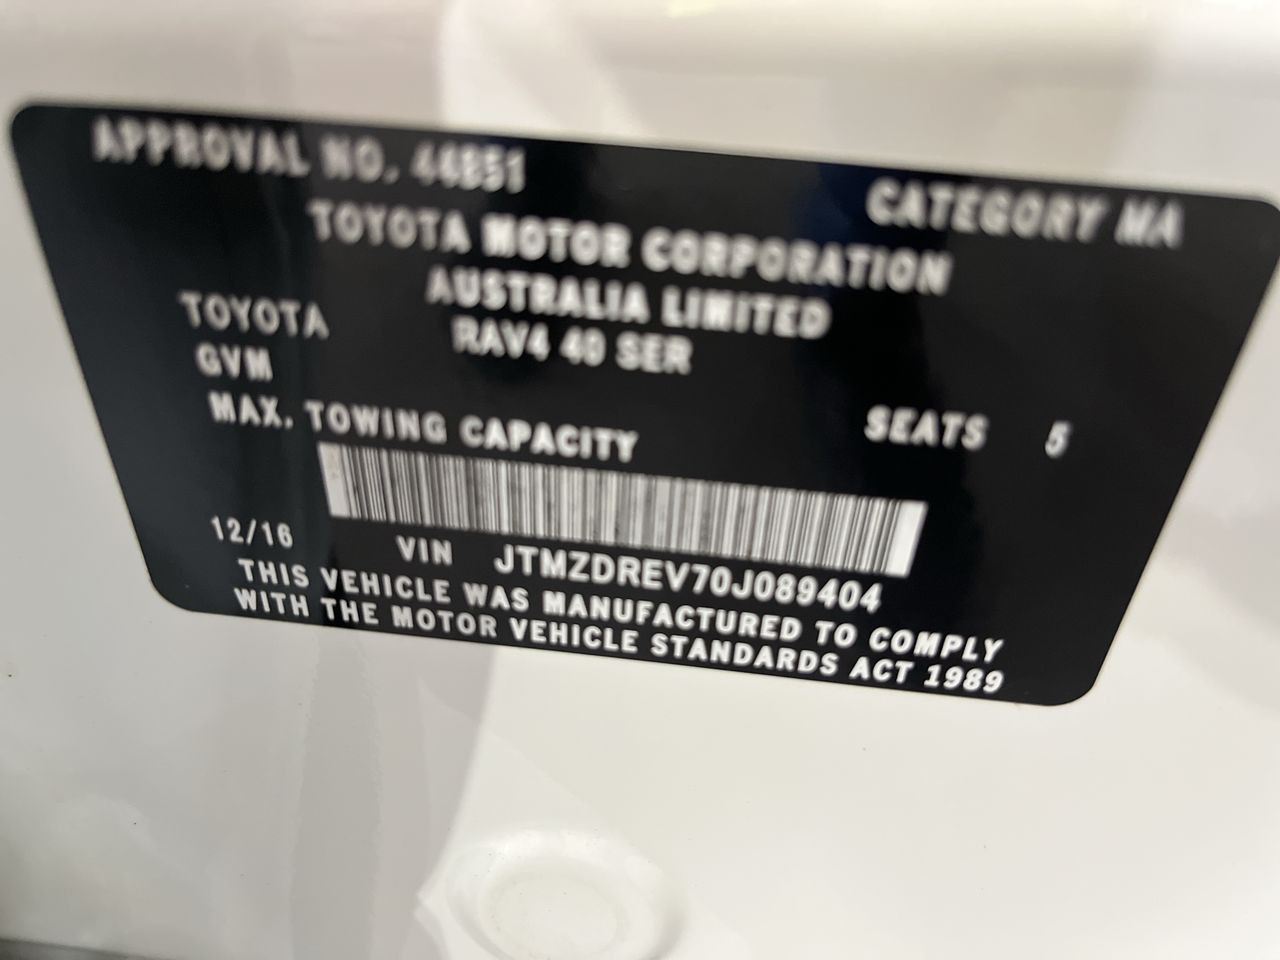 APPROVAL NO. 44851
CATEGORY MA
TOYOTA MOTOR CORPORATION
AUSTRALIA LIMITED
TOYOTA RAV4 40 SER
GVM
MAX. TOWING CAPACITY SEATS 5
12/16 VIN JTMZDREV70J089404
THIS VEHICLE WAS MANUFACTURED TO COMPLY
WITH THE MOTOR VEHICLE STANDARDS ACT 1989